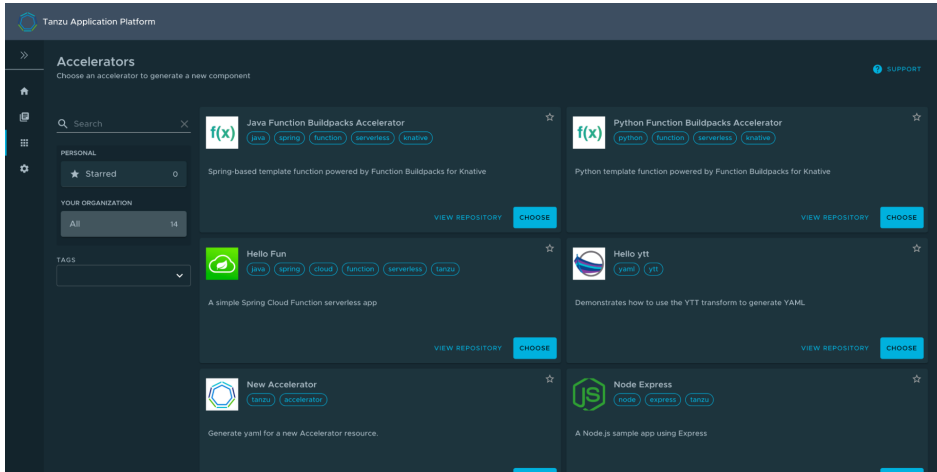 Tanzu Application Platform
Accelerators
Choose an accelerator to generate a new component
SUPPORT
Search
PERSONAL
Starred 0
YOUR ORGANIZATION
All 14
TAGS
f(x)
Java Function Buildpacks Accelerator
java spring function serverless knative
Spring-based template function powered by Function Buildpacks for Knative
VIEW REPOSITORY CHOOSE
f(x)
Python Function Buildpacks Accelerator
python function serverless knative
Python template function powered by Function Buildpacks for Knative
VIEW REPOSITORY CHOOSE
Hello Fun
java spring cloud function serverless tanzu
A simple Spring Cloud Function serverless app
VIEW REPOSITORY CHOOSE
Hello ytt
yaml ytt
Demonstrates how to use the YTT transform to generate YAML
VIEW REPOSITORY CHOOSE
New Accelerator
tanzu accelerator
Generate yaml for a new Accelerator resource.
JS
Node Express
node express tanzu
A Node.js sample app using Express